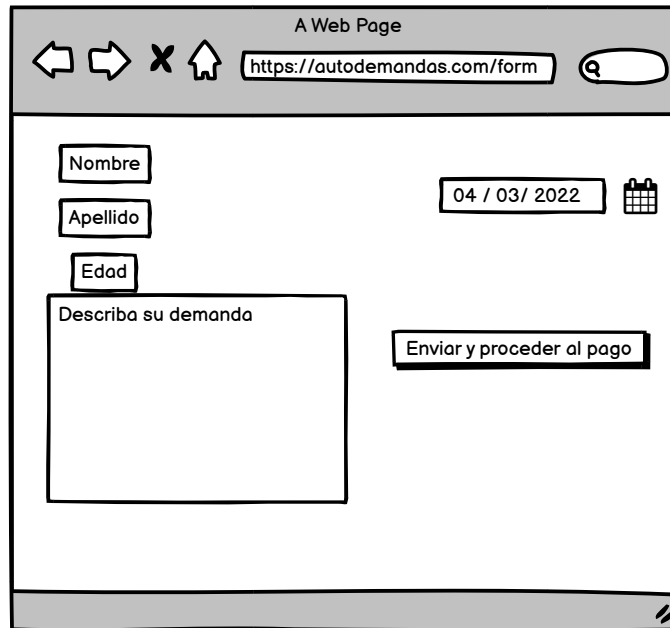 A Web Page
https://autodemandas.com/form
Nombre
04 / 03/ 2022
Apellido
Edad
Describa su demanda
Enviar y proceder al pago